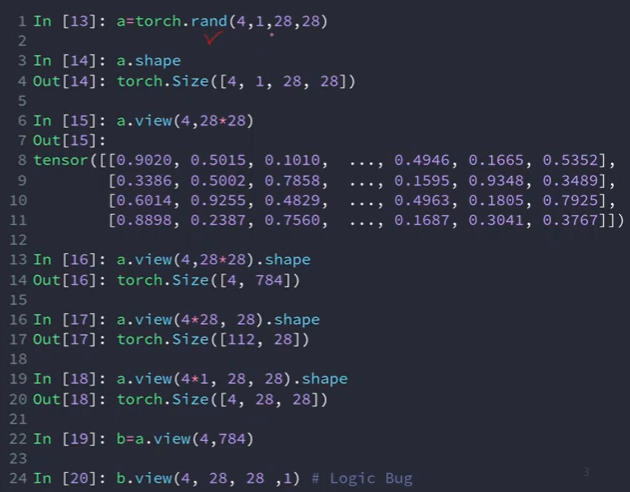 1 In [13]: a=torch.rand(4,1,28,28)
2
3 In [14]: a.shape
4 Out[14]: torch.Size([4, 1, 28, 28])
5
6 In [15]: a.view(4,28*28)
7 Out[15]:
8 tensor([[0.9020, 0.5015, 0.1010,  ..., 0.4946, 0.1665, 0.5352],
9         [0.3386, 0.5002, 0.7858,  ..., 0.1595, 0.9348, 0.3489],
10         [0.6014, 0.9255, 0.4829,  ..., 0.4963, 0.1805, 0.7925],
11         [0.8898, 0.2387, 0.7560,  ..., 0.1687, 0.3041, 0.3767]])
12
13 In [16]: a.view(4,28*28).shape
14 Out[16]: torch.Size([4, 784])
15
16 In [17]: a.view(4*28, 28).shape
17 Out[17]: torch.Size([112, 28])
18
19 In [18]: a.view(4*1, 28, 28).shape
20 Out[18]: torch.Size([4, 28, 28])
21
22 In [19]: b=a.view(4,784)
23
24 In [20]: b.view(4, 28, 28 ,1) # Logic Bug
3